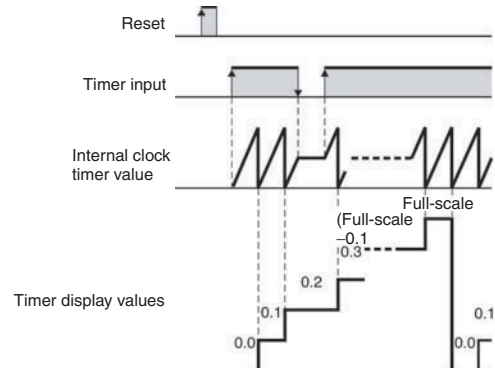 Reset
Timer input
Internal clock
timer value
Full-scale
(Full-scale
–0.1
0.3
0.2
Timer display values
0.1
0.1
0.0
0.0